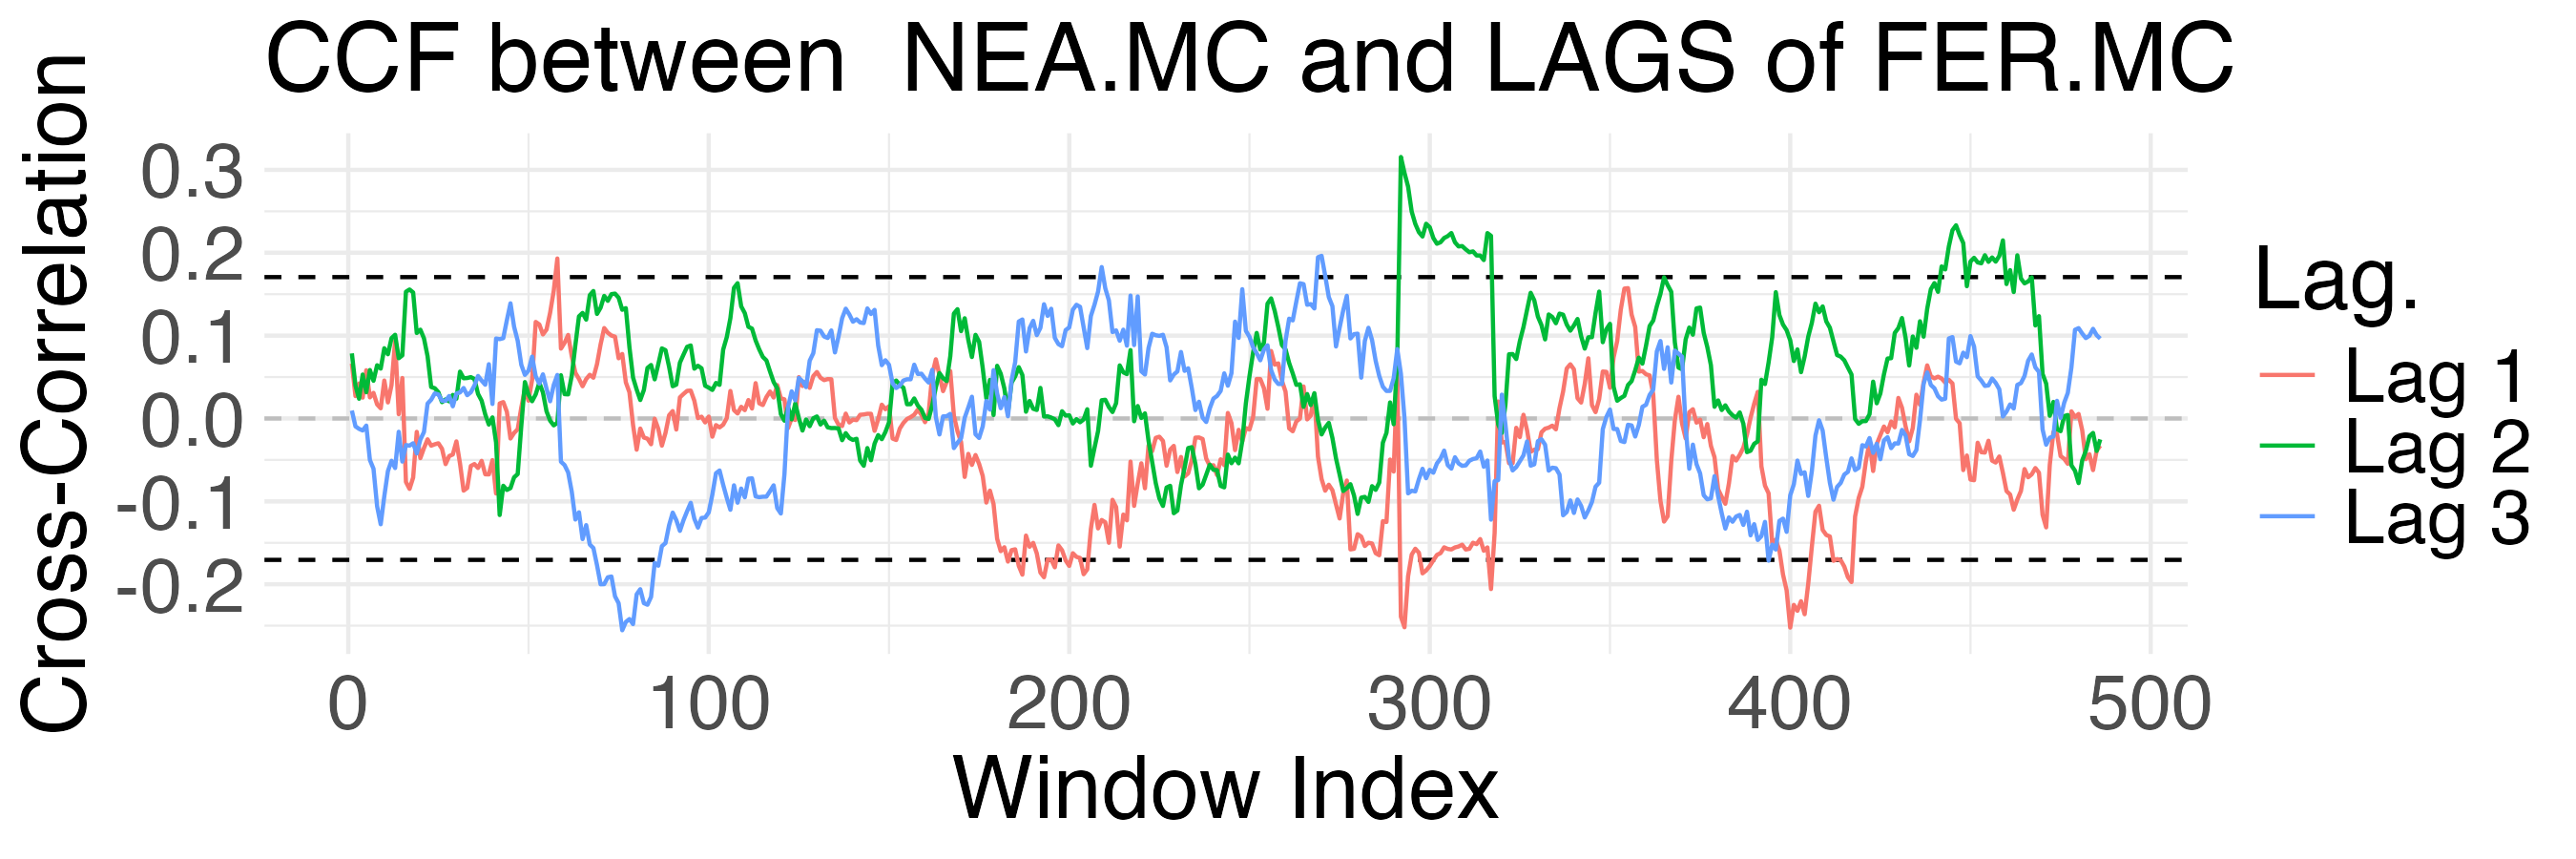 CCF between  NEA.MC and LAGS of FER.MC
Cross-Correlation
0.3
0.2
0.1
0.0
-0.1
-0.2
0 100 200 300 400 500
Window Index
Lag.
Lag 1
Lag 2
Lag 3